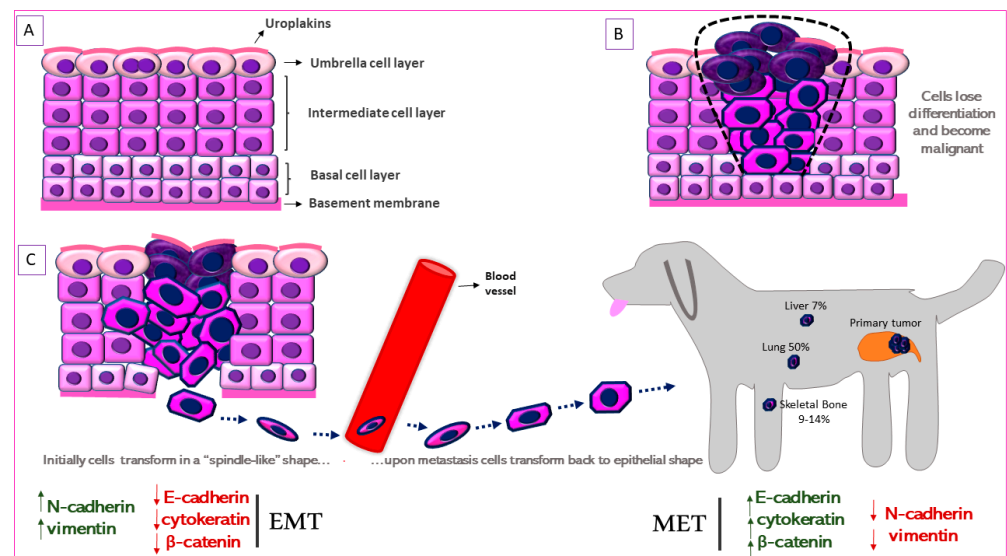 A
Uroplakins
Umbrella cell layer
Intermediate cell layer
Basal cell layer
Basement membrane
B
Cells lose
differentiation
and become
malignant
C
Blood
vessel
Liver 7%
Primary tumor
Lung 50%
Skeletal Bone
9-14%
Initially cells transform in a “spindle-like” shape...
...upon metastasis cells transform back to epithelial shape
↑ N-cadherin
↑ vimentin
↓ E-cadherin
↓ cytokeratin
↓ β-catenin
EMT
MET
↑ E-cadherin
↑ cytokeratin
↑ β-catenin
↓ N-cadherin
↓ vimentin